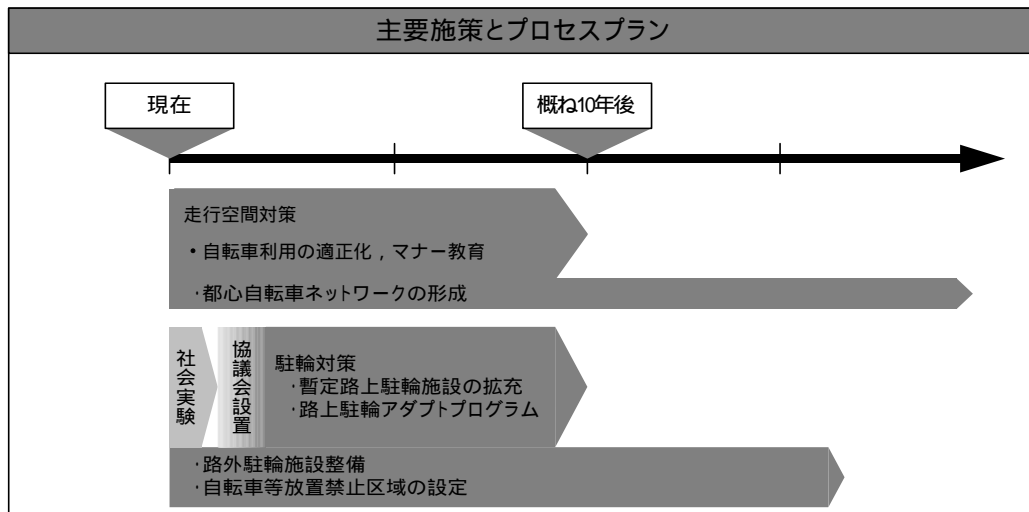 主要施策とプロセスプラン
現在
概ね10年後
走行空間対策
・自転車利用の適正化，マナー教育
・都心自転車ネットワークの形成
社会実験
協議会設置
駐輪対策
・暫定路上駐輪施設の拡充
・路上駐輪アダプトプログラム
・路外駐輪施設整備
・自転車等放置禁止区域の設定